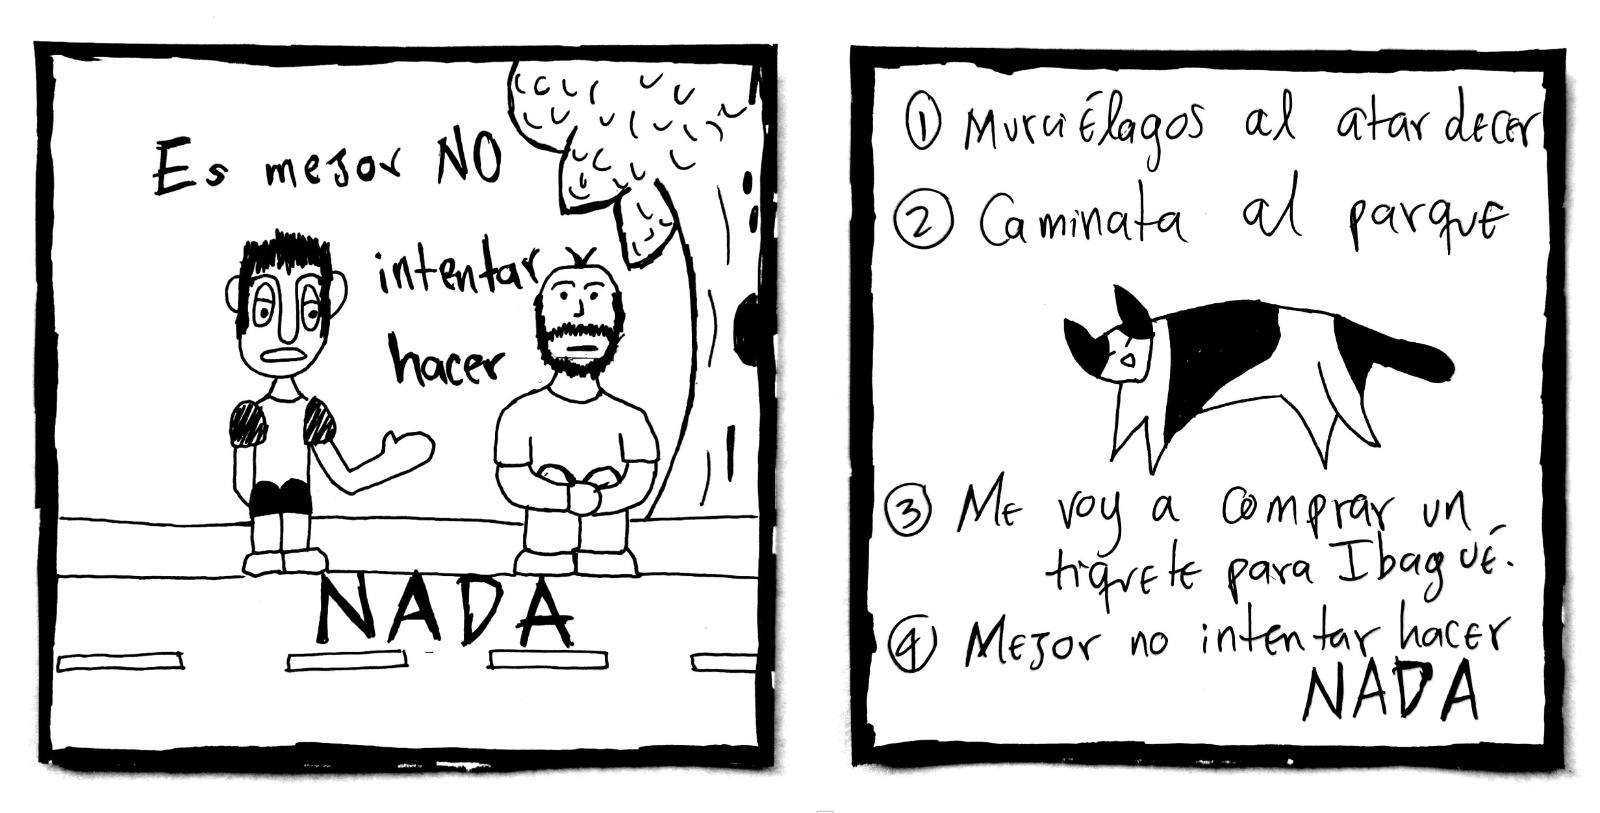 Es mejor NO
intentar
hacer
NADA
① Murciélagos al atardecer
② Caminata al parque
③ Me voy a comprar un
tiquete para Ibagué.
④ Mejor no intentar hacer
NADA